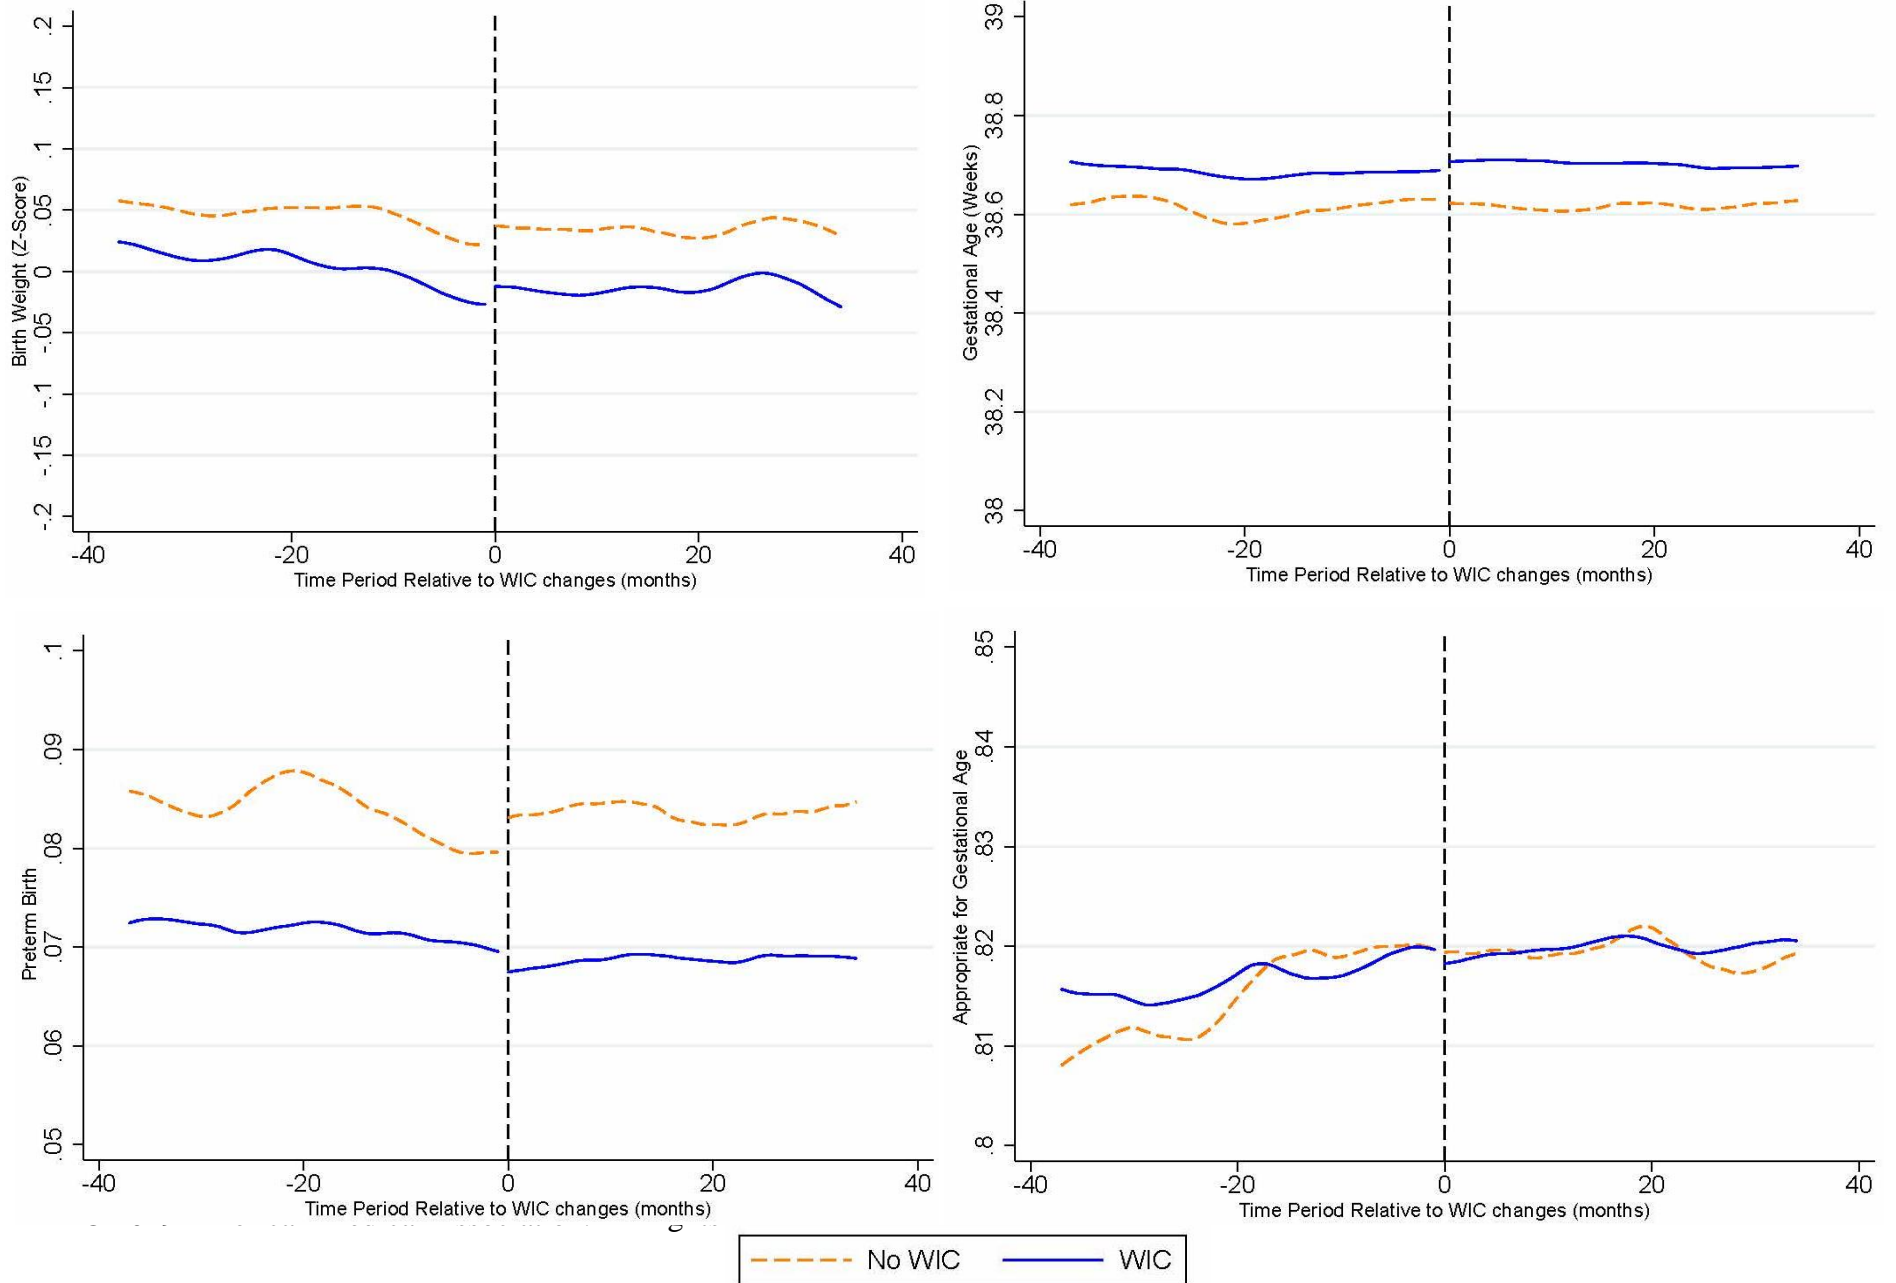 .2
.15
.1
.05
0
-.05
-.1
-.15
-.2
Birth Weight (Z-Score)
-40 -20 0 20 40
Time Period Relative to WIC changes (months)
39
38.8
38.6
38.4
38.2
38
Gestational Age (Weeks)
-40 -20 0 20 40
Time Period Relative to WIC changes (months)
.1
.09
.08
.07
.06
.05
Preterm Birth
-40 -20 0 20 40
Time Period Relative to WIC changes (months)
.85
.84
.83
.82
.81
.8
Appropriate for Gestational Age
-40 -20 0 20 40
Time Period Relative to WIC changes (months)
No WIC WIC